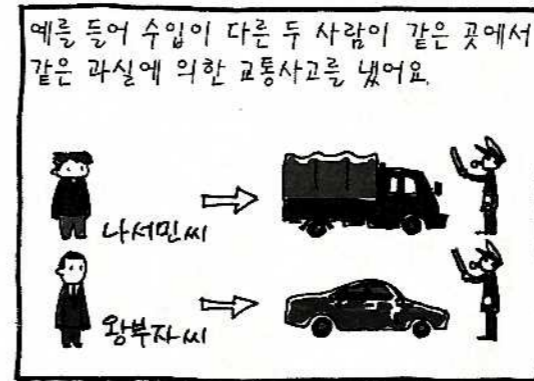 예를 들어 수입이 다른 두 사람이 같은 곳에서
같은 과실에 의한 교통사고를 냈어요.
나서민씨
왕부자씨